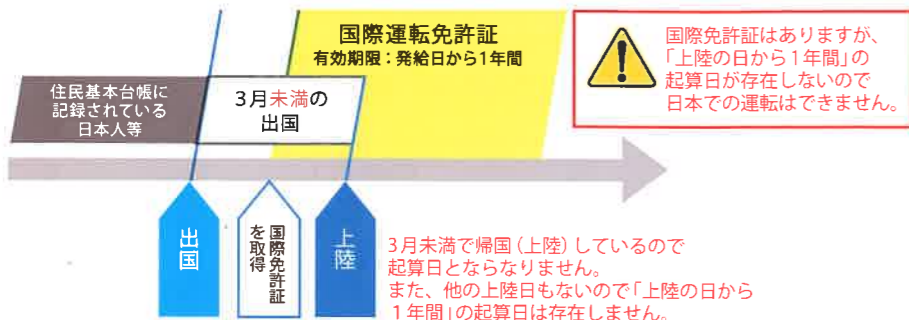 国際運転免許証
有効期限：発給日から1年間
住民基本台帳に
記録されている
日本人等
3月未満の
出国
国際免許証はありますが、
「上陸の日から1年間」の
起算日が存在しないので
日本での運転はできません。
出国
国際免許証
を取得
上陸
3月未満で帰国（上陸）しているので
起算日とならなりません。
また、他の上陸日もないので「上陸の日から
1年間」の起算日は存在しません。